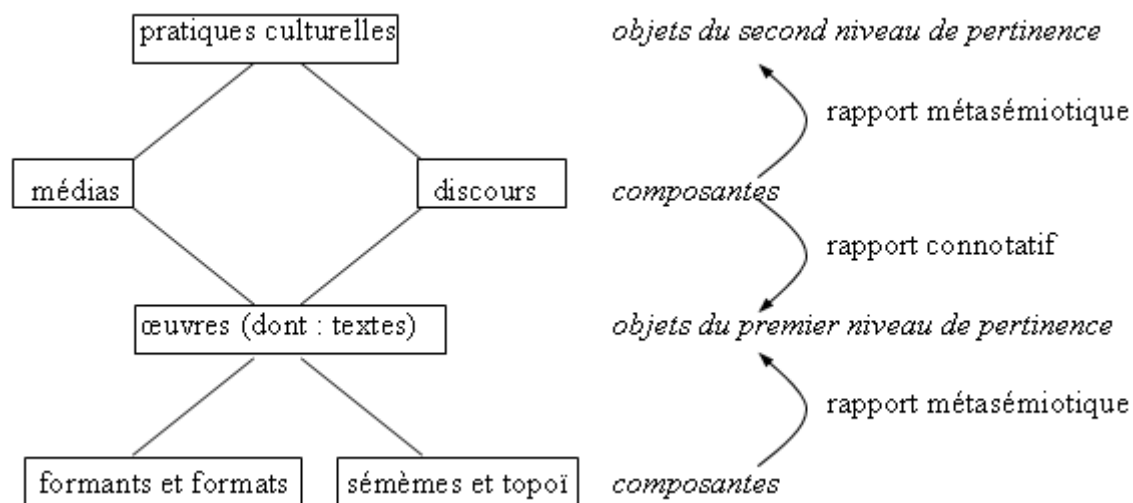 pratiques culturelles
objets du second niveau de pertinence
rapport métasémiotique
médias
discours
composantes
rapport connotatif
œuvres (dont : textes)
objets du premier niveau de pertinence
rapport métasémiotique
formants et formats
sémèmes et topoï
composantes